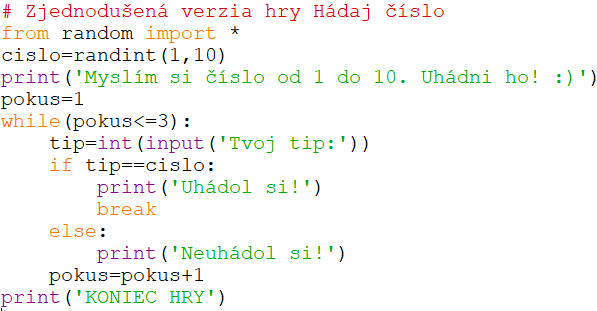 # Zjednodušená verzia hry Hádaj číslo
from random import *
cislo=randint(1,10)
print('Myslím si číslo od 1 do 10. Uhádni ho! :)')
pokus=1
while(pokus<=3):
    tip=int(input('Tvoj tip:'))
    if tip==cislo:
        print('Uhádol si!')
        break
    else:
        print('Neuhádol si!')
    pokus=pokus+1
print('KONIEC HRY')